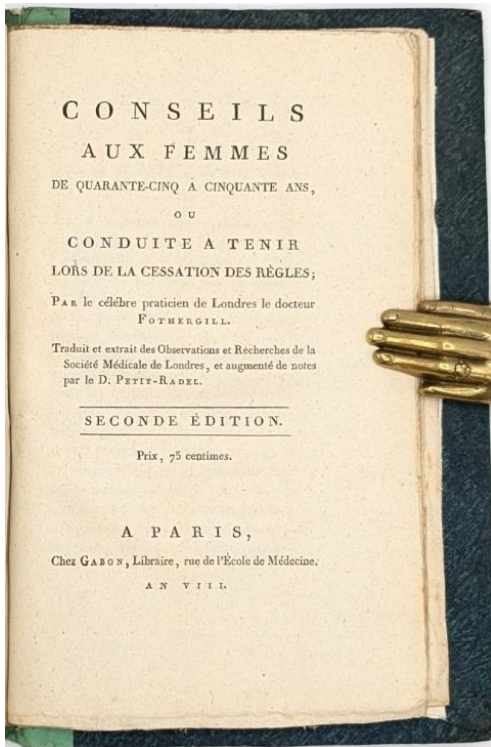 CONSEILS
AUX FEMMES
DE QUARANTE-CINQ A CINQUANTE ANS,
OU
CONDUITE A TENIR
LORS DE LA CESSATION DES RÈGLES;
PAR le célébre praticien de Londres le docteur
FOTHERGILL.
Traduit et extrait des Observations et Recherches de la
Société Médicale de Londres, et augmenté de notes
par le D. PETIT-RADEL.
SECONDE ÉDITION.
Prix, 75 centimes.
A PARIS,
Chez GABON, Libraire, rue de l'École de Médecine.
AN VIII.